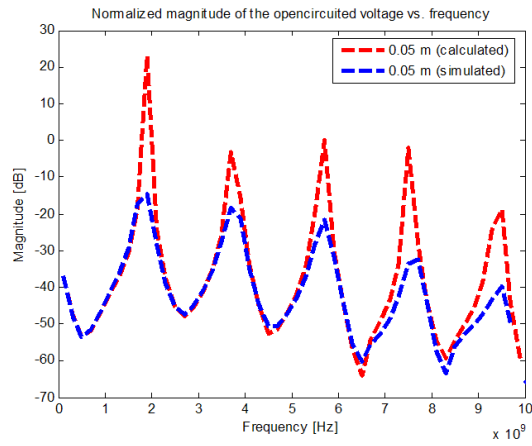 Normalized magnitude of the opencircuited voltage vs. frequency
30
20
10
0
-10
-20
-30
-40
-50
-60
-70
Magnitude [dB]
0.05 m (calculated)
0.05 m (simulated)
0 1 2 3 4 5 6 7 8 9 10
Frequency [Hz]
x 10^9